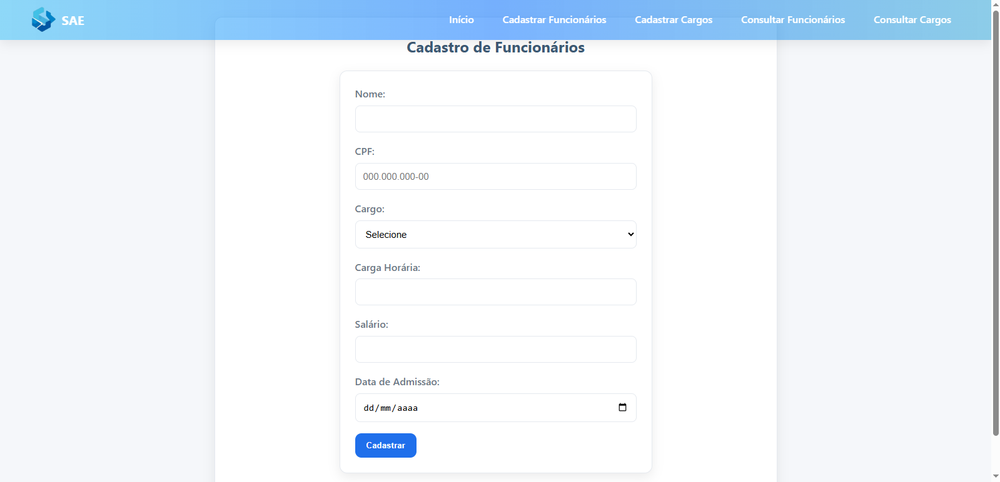 SAE
Início Cadastrar Funcionários Cadastrar Cargos Consultar Funcionários Consultar Cargos
Cadastro de Funcionários
Nome:
CPF:
000.000.000-00
Cargo:
Selecione
Carga Horária:
Salário:
Data de Admissão:
dd/mm/aaaa
Cadastrar